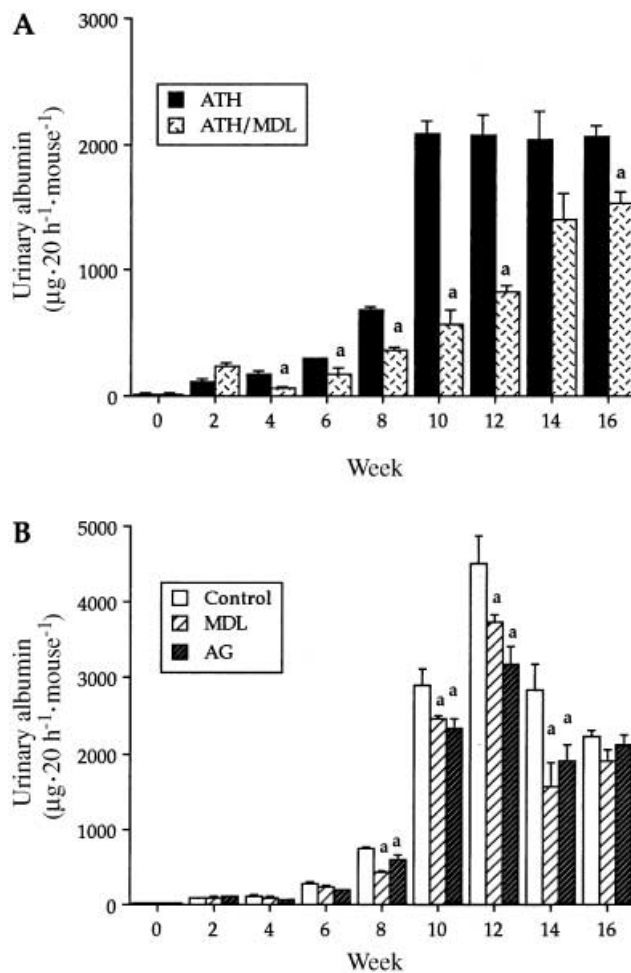 A
3000
2000
1000
0
Urinary albumin
(µg·20 h⁻¹·mouse⁻¹)
ATH
ATH/MDL
a
a
a
a
a
a
0 2 4 6 8 10 12 14 16
Week
B
5000
4000
3000
2000
1000
0
Urinary albumin
(µg·20 h⁻¹·mouse⁻¹)
Control
MDL
AG
a a
a a
a
a
a a
0 2 4 6 8 10 12 14 16
Week